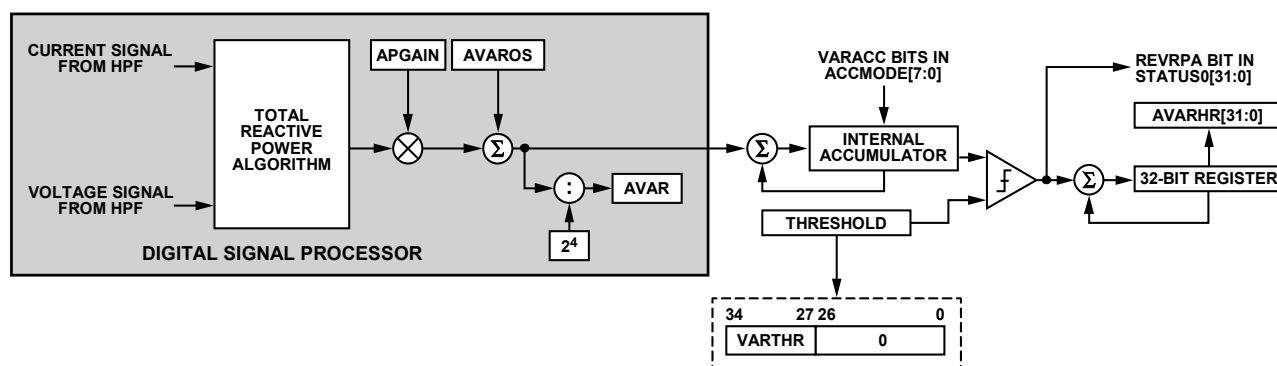 CURRENT SIGNAL
FROM HPF
VOLTAGE SIGNAL
FROM HPF
TOTAL
REACTIVE
POWER
ALGORITHM
APGAIN
AVAROS
Σ
:
AVAR
2⁴
DIGITAL SIGNAL PROCESSOR
VARACC BITS IN
ACCMODE[7:0]
Σ
INTERNAL
ACCUMULATOR
THRESHOLD
34 27 26 0
VARTHR 0
REVRPA BIT IN
STATUS0[31:0]
AVARHR[31:0]
Σ
32-BIT REGISTER